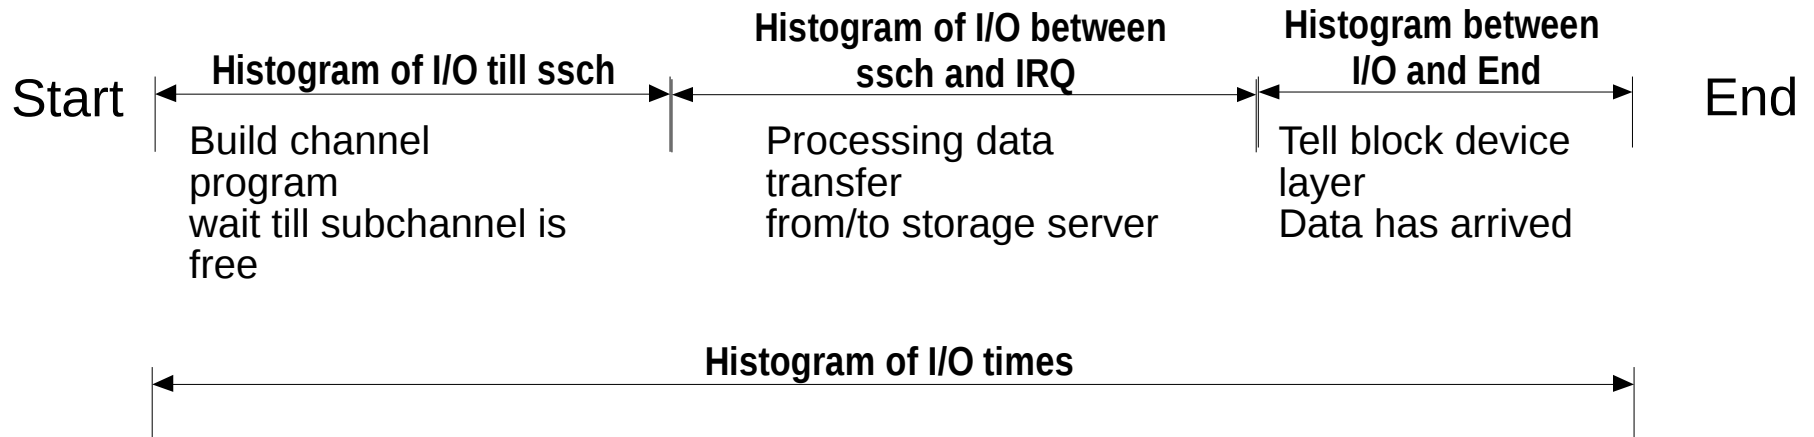 Start
Histogram of I/O till ssch
Build channel
program
wait till subchannel is
free
Histogram of I/O between
ssch and IRQ
Processing data
transfer
from/to storage server
Histogram between
I/O and End
Tell block device
layer
Data has arrived
End
Histogram of I/O times